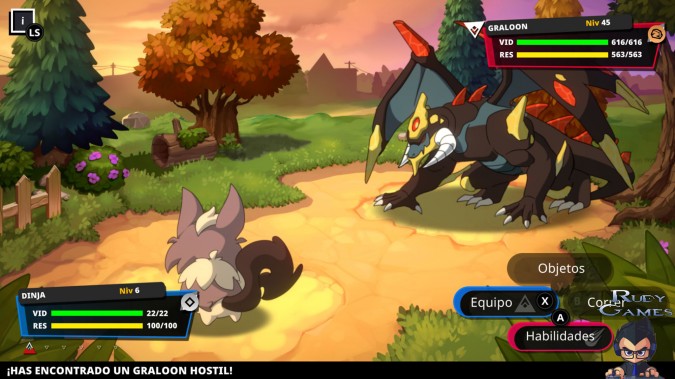 i
LS
GRALOON Niv 45
VID 616/616
RES 563/563
DINJA Niv 6
VID 22/22
RES 100/100
Objetos
Equipo X B Correr
A
Habilidades
RUDY
GAMES
¡HAS ENCONTRADO UN GRALOON HOSTIL!